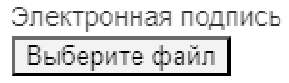 Электронная подпись
Выберите файл